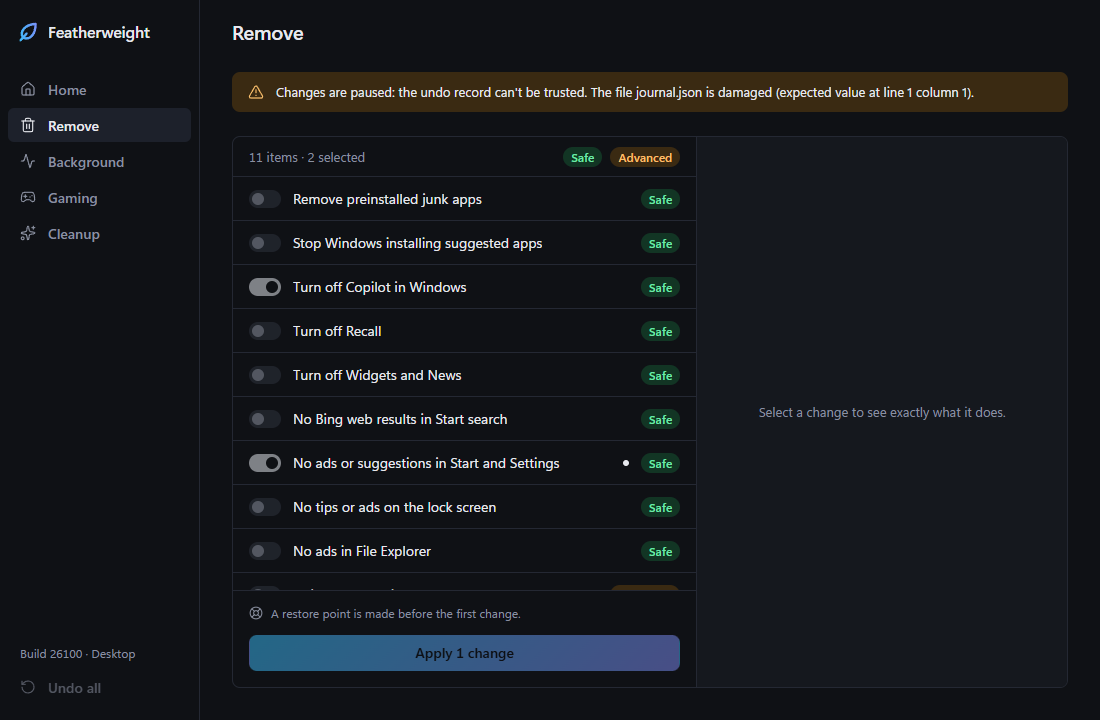 Featherweight
Home
Remove
Background
Gaming
Cleanup
Build 26100 · Desktop
Undo all
Remove
Changes are paused: the undo record can't be trusted. The file journal.json is damaged (expected value at line 1 column 1).
11 items · 2 selected
Safe
Advanced
Remove preinstalled junk apps
Safe
Stop Windows installing suggested apps
Safe
Turn off Copilot in Windows
Safe
Turn off Recall
Safe
Turn off Widgets and News
Safe
No Bing web results in Start search
Safe
No ads or suggestions in Start and Settings
Safe
No tips or ads on the lock screen
Safe
No ads in File Explorer
Safe
A restore point is made before the first change.
Apply 1 change
Select a change to see exactly what it does.